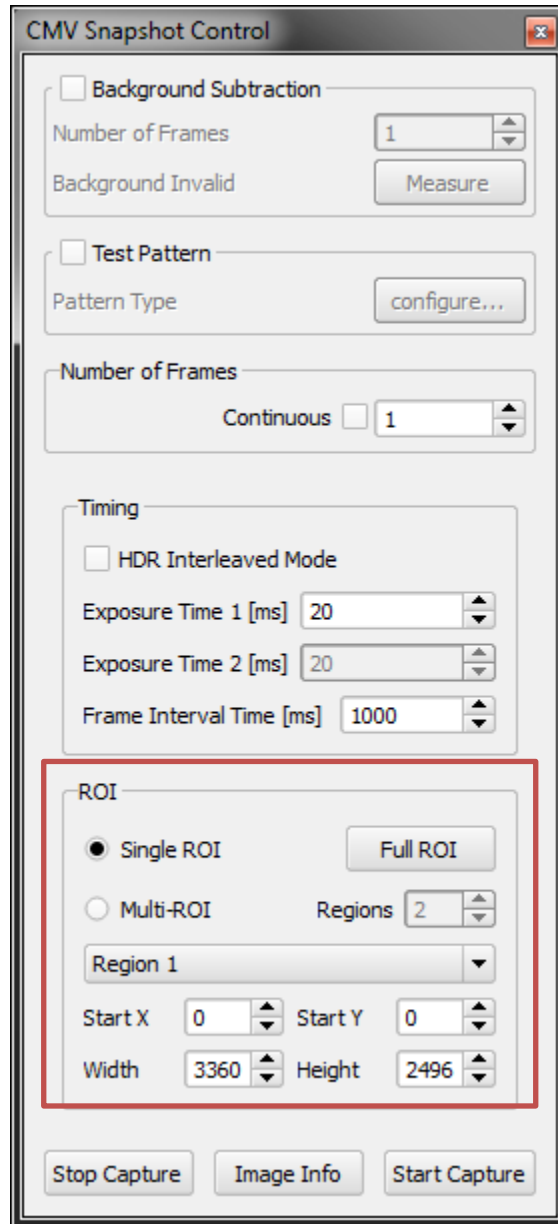 CMV Snapshot Control
Background Subtraction
Number of Frames 1
Background Invalid Measure
Test Pattern
Pattern Type configure...
Number of Frames
Continuous 1
Timing
HDR Interleaved Mode
Exposure Time 1 [ms] 20
Exposure Time 2 [ms] 20
Frame Interval Time [ms] 1000
ROI
Single ROI Full ROI
Multi-ROI Regions 2
Region 1
Start X 0 Start Y 0
Width 3360 Height 2496
Stop Capture Image Info Start Capture